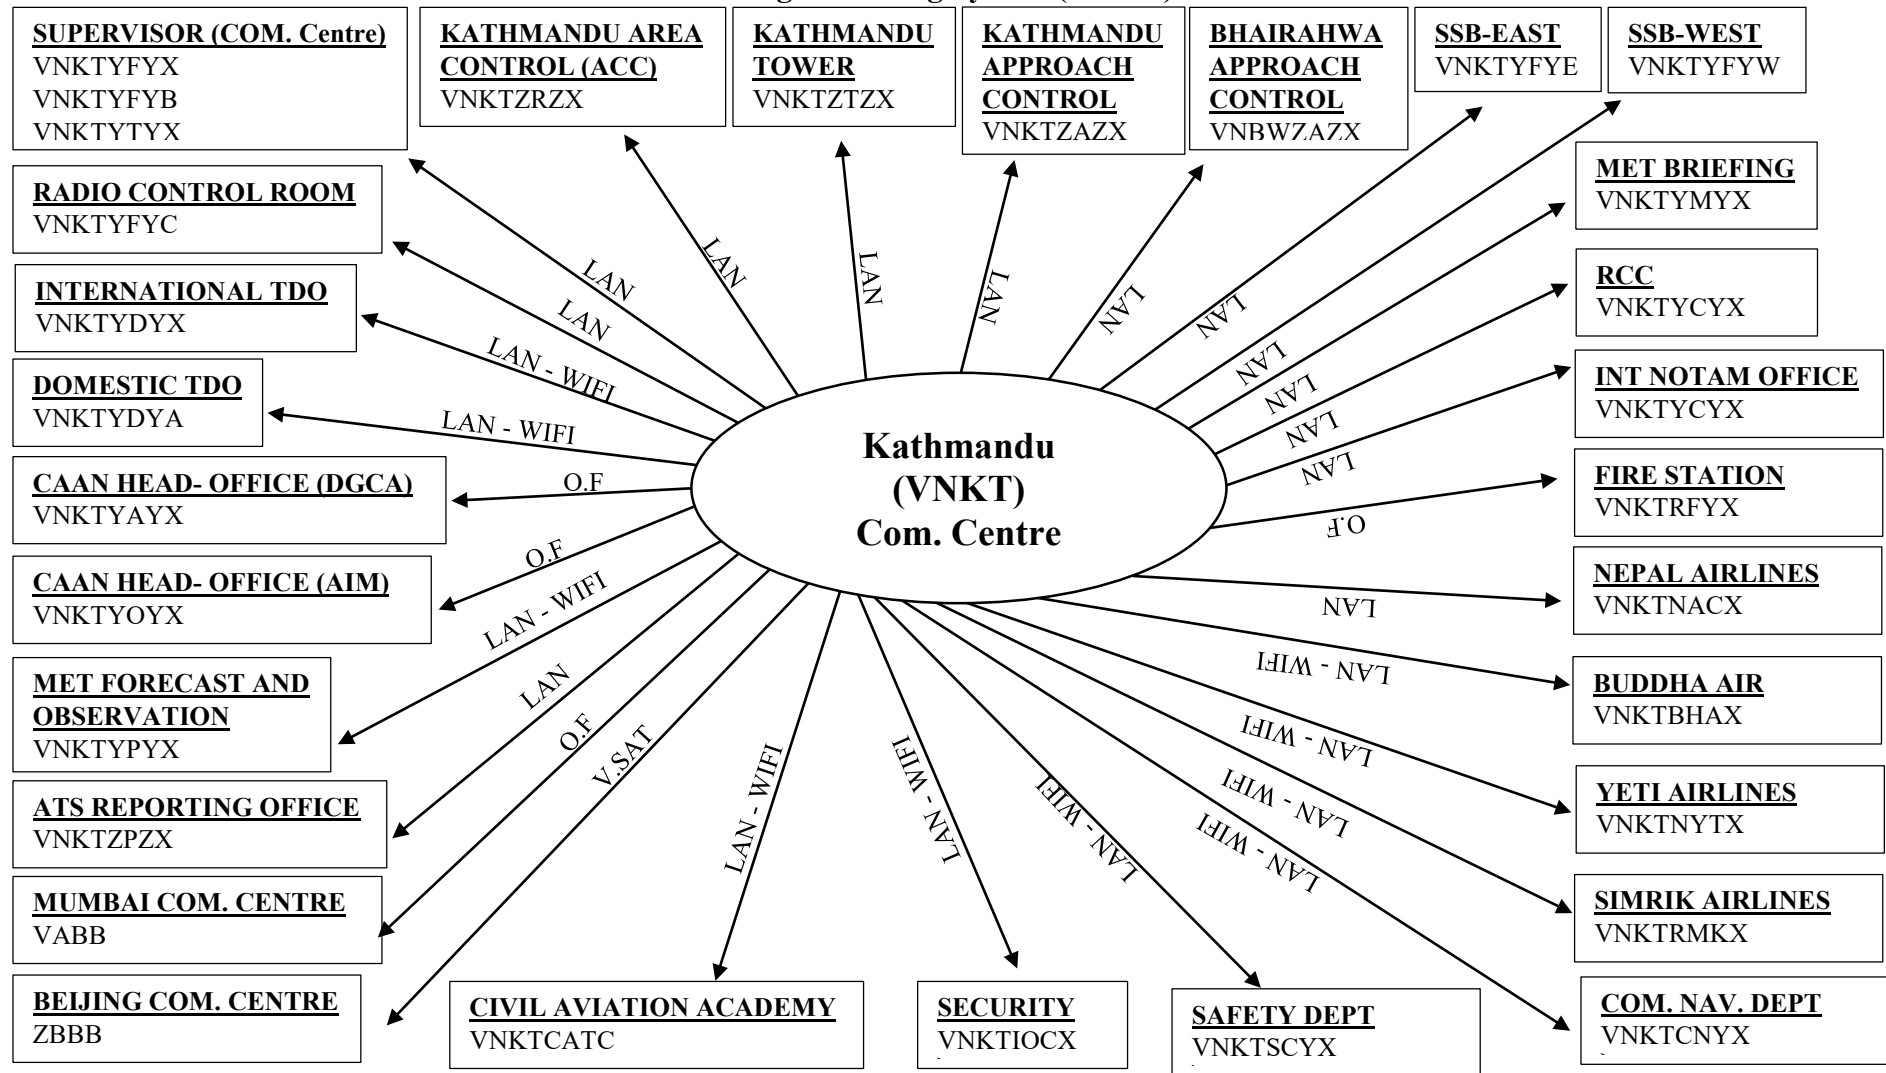 SUPERVISOR (COM. Centre)
VNKTYFYX
VNKTYFYB
VNKTYTYX
KATHMANDU AREA
CONTROL (ACC)
VNKTZRZX
KATHMANDU
TOWER
VNKTZTZX
KATHMANDU
APPROACH
CONTROL
VNKTZAZX
BHAIRAHWA
APPROACH
CONTROL
VNBWZAZX
SSB-EAST
VNKTYFYE
SSB-WEST
VNKTYFYW
RADIO CONTROL ROOM
VNKTYFYC
INTERNATIONAL TDO
VNKTYDYX
DOMESTIC TDO
VNKTYDYA
CAAN HEAD- OFFICE (DGCA)
VNKTYAYX
CAAN HEAD- OFFICE (AIM)
VNKTYOYX
MET FORECAST AND
OBSERVATION
VNKTYPYX
ATS REPORTING OFFICE
VNKTZPZX
MUMBAI COM. CENTRE
VABB
BEIJING COM. CENTRE
ZBBB
LAN
LAN
LAN - WIFI
LAN - WIFI
O.F
O.F
LAN - WIFI
LAN
O.F
V.SAT
LAN
LAN
LAN
LAN
LAN
LAN
LAN
LAN
LAN
O.F
LAN
LAN - WIFI
LAN - WIFI
LAN - WIFI
LAN - WIFI
LAN - WIFI
LAN - WIFI
LAN - WIFI
Kathmandu
(VNKT)
Com. Centre
MET BRIEFING
VNKTYMYX
RCC
VNKTYCYX
INT NOTAM OFFICE
VNKTYCYX
FIRE STATION
VNKTRFYX
NEPAL AIRLINES
VNKTNACX
BUDDHA AIR
VNKTBHAX
YETI AIRLINES
VNKTNYTX
SIMRIK AIRLINES
VNKTRMKX
COM. NAV. DEPT
VNKTCNYX
CIVIL AVIATION ACADEMY
VNKTCATC
SECURITY
VNKTIOCX
SAFETY DEPT
VNKTSCYX